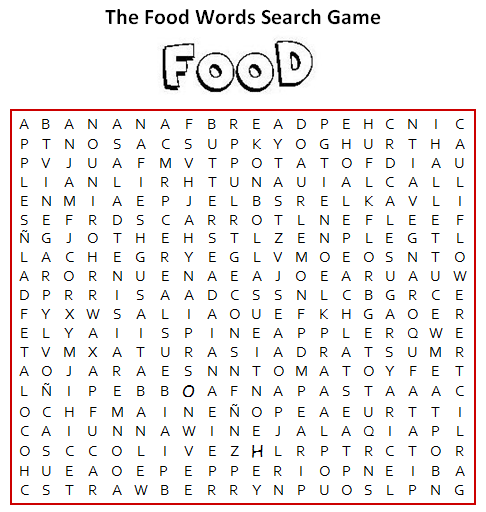 The Food Words Search Game
FOOD
A B A N A N A F B R E A D P E H C N I C
P T N O S A C S U P K Y O G H U R T H A
P V J U A F M V T P O T A T O F D I A U
L I A N L I R H T U N A U I A L C A L L
E N M I A E P J E L B S R E L K A V L I
S E F R D S C A R R O T L N E F L E E F
Ñ G J O T H E H S T L Z E N P L E G T L
L A C H E G R Y E G L V M O E O S N T O
A R O R N U E N A E A J O E A R U A U W
D P R R I S A A D C S S N L C B G R C E
F Y X W S A L I A O U E F K H G A O E R
E L Y A I I S P I N E A P P L E R Q W E
T V M X A T U R A S I A D R A T S U M R
A O J A R A E S N N T O M A T O Y F E T
L Ñ I P E B B O A F N A P A S T A A A C
O C H F M A I N E Ñ O P E A E U R T T I
C A I U N N A W I N E J A L A Q I A P L
O S C C O L I V E Z H L R P T R C T O R
H U E A O E P E P P E R I O P N E I B A
C S T R A W B E R R Y N P U O S L P N G